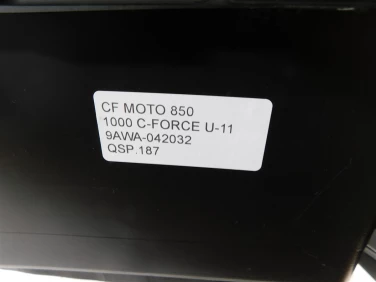 CF MOTO 850
1000 C-FORCE U-11
9AWA-042032
QSP.187